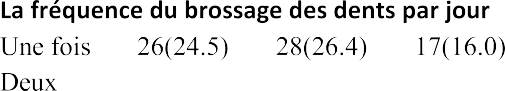 La fréquence du brossage des dents par jour
Une fois 26(24.5) 28(26.4) 17(16.0)
Deux